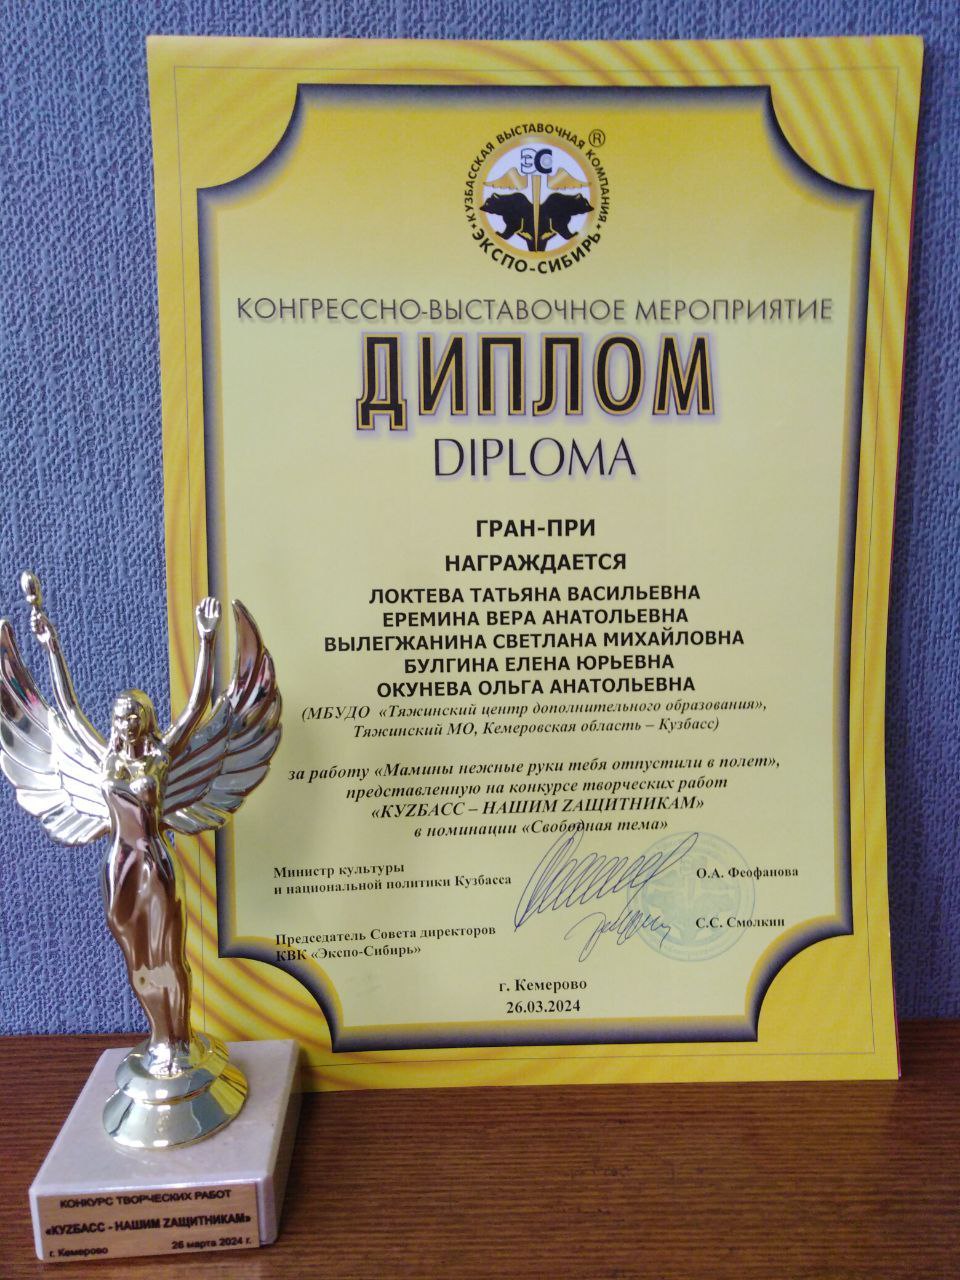 КУЗБАССКАЯ ВЫСТАВОЧНАЯ КОМПАНИЯ ®
ЭС
ЭКСПО-СИБИРЬ
КОНГРЕССНО-ВЫСТАВОЧНОЕ МЕРОПРИЯТИЕ
ДИПЛОМ
DIPLOMA
ГРАН-ПРИ
НАГРАЖДАЕТСЯ
ЛОКТЕВА ТАТЬЯНА ВАСИЛЬЕВНА
ЕРЕМИНА ВЕРА АНАТОЛЬЕВНА
ВЫЛЕГЖАНИНА СВЕТЛАНА МИХАЙЛОВНА
БУЛГИНА ЕЛЕНА ЮРЬЕВНА
ОКУНЕВА ОЛЬГА АНАТОЛЬЕВНА
(МБУДО «Тяжинский центр дополнительного образования»,
Тяжинский МО, Кемеровская область – Кузбасс)
за работу «Мамины нежные руки тебя отпустили в полет»,
представленную на конкурсе творческих работ
«КУZБАСС – НАШИМ ZАЩИТНИКАМ»
в номинации «Свободная тема»
Министр культуры
и национальной политики Кузбасса
О.А. Феофанова
Председатель Совета директоров
КВК «Экспо-Сибирь»
С.С. Смолкин
г. Кемерово
26.03.2024
КОНКУРС ТВОРЧЕСКИХ РАБОТ
«КУZБАСС - НАШИМ ZАЩИТНИКАМ»
г. Кемерово 26 марта 2024 г.